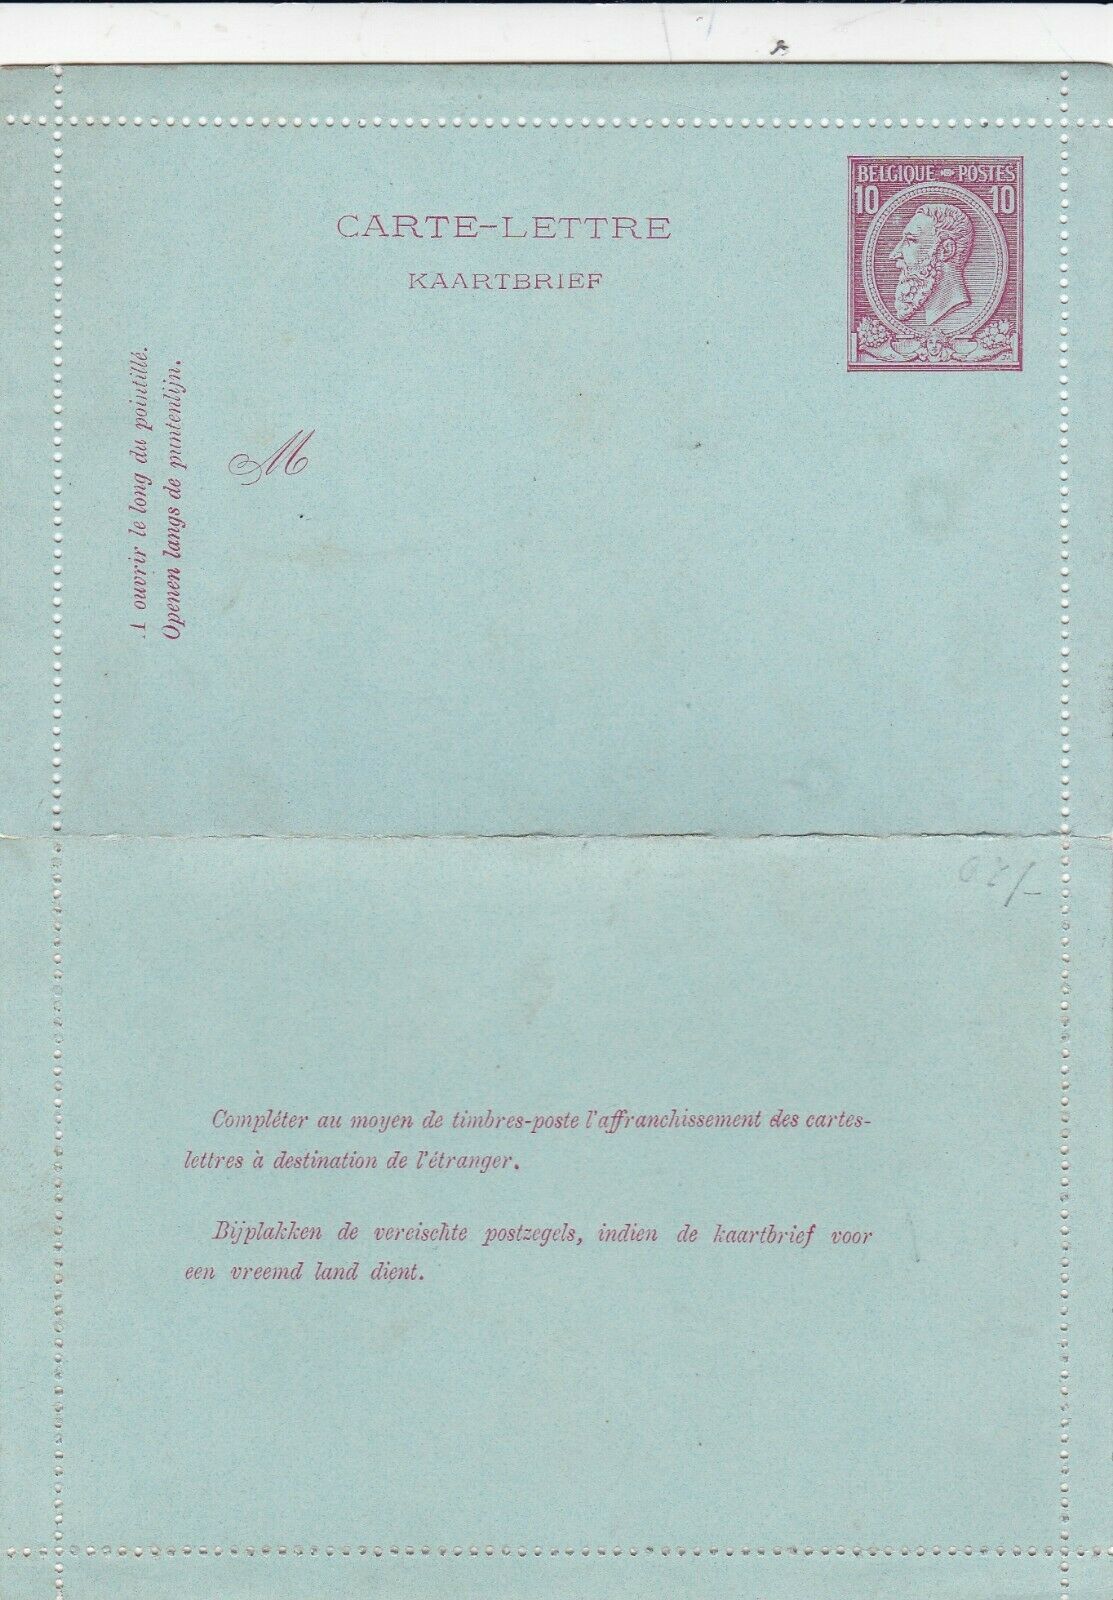 BELGIQUE POSTES
10 10
CARTE-LETTRE
KAARTBRIEF
A ouvrir le long du pointillé.
Openen langs de puntenlijn.
M
Compléter au moyen de timbres-poste l'affranchissement des cartes-
lettres à destination de l'étranger.
Bijplakken de vereischte postzegels, indien de kaartbrief voor
een vreemd land dient.